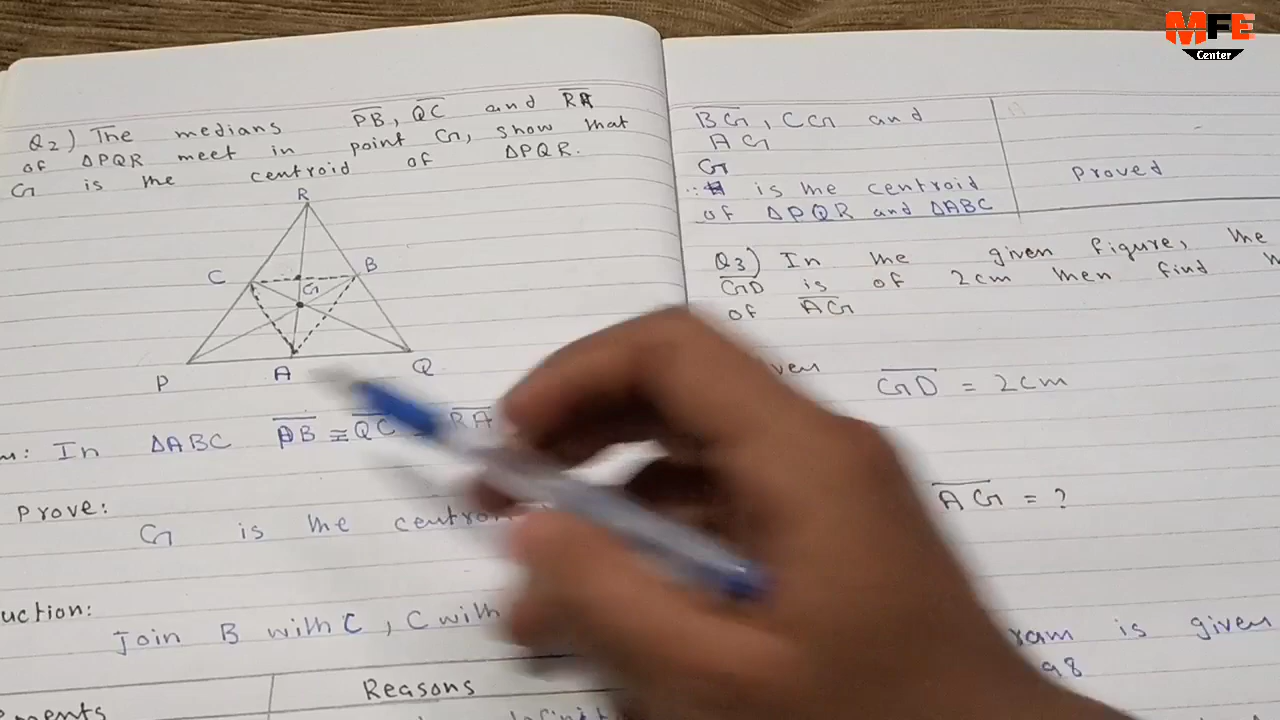 Q2) The medians PB, QC and RA
of ΔPQR meet in point G, show that
G is the centroid of ΔPQR.
R
C
B
G
P
A
Q
In ΔABC PB ≅ QC ≅ RA
Prove:
G is the
Join B with C, C with
Reasons
BG, CG and
AG
G
∴ is the centroid
of ΔPQR and ΔABC
Proved
Q3) In the given figure, the
GD is of 2cm then find
of AG
GD = 2cm
AG = ?
is given
98
MFE
Center